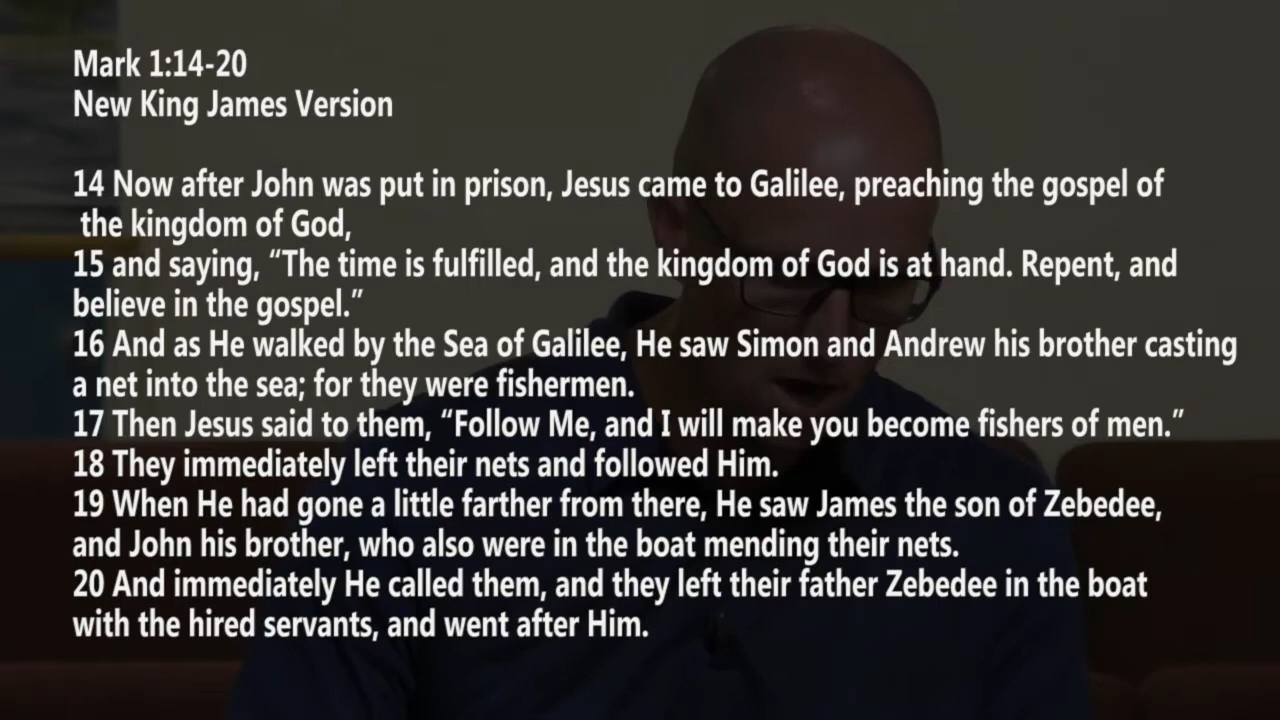 Mark 1:14-20
New King James Version
14 Now after John was put in prison, Jesus came to Galilee, preaching the gospel of
the kingdom of God,
15 and saying, “The time is fulfilled, and the kingdom of God is at hand. Repent, and
believe in the gospel.”
16 And as He walked by the Sea of Galilee, He saw Simon and Andrew his brother casting
a net into the sea; for they were fishermen.
17 Then Jesus said to them, “Follow Me, and I will make you become fishers of men.”
18 They immediately left their nets and followed Him.
19 When He had gone a little farther from there, He saw James the son of Zebedee,
and John his brother, who also were in the boat mending their nets.
20 And immediately He called them, and they left their father Zebedee in the boat
with the hired servants, and went after Him.